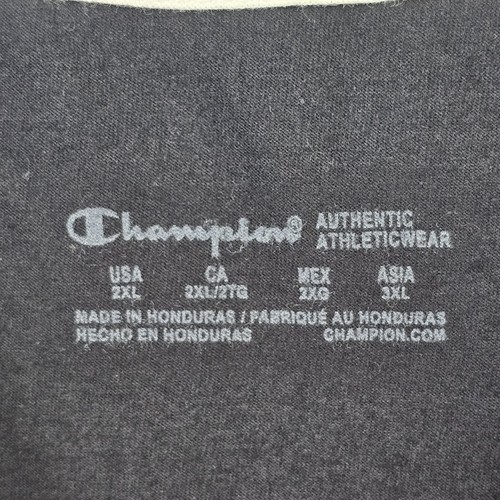 Champion® AUTHENTIC ATHLETICWEAR
USA CA MEX ASIA
2XL 2XL/2TG 2XG 3XL
MADE IN HONDURAS / FABRIQUÉ AU HONDURAS
HECHO EN HONDURAS CHAMPION.COM